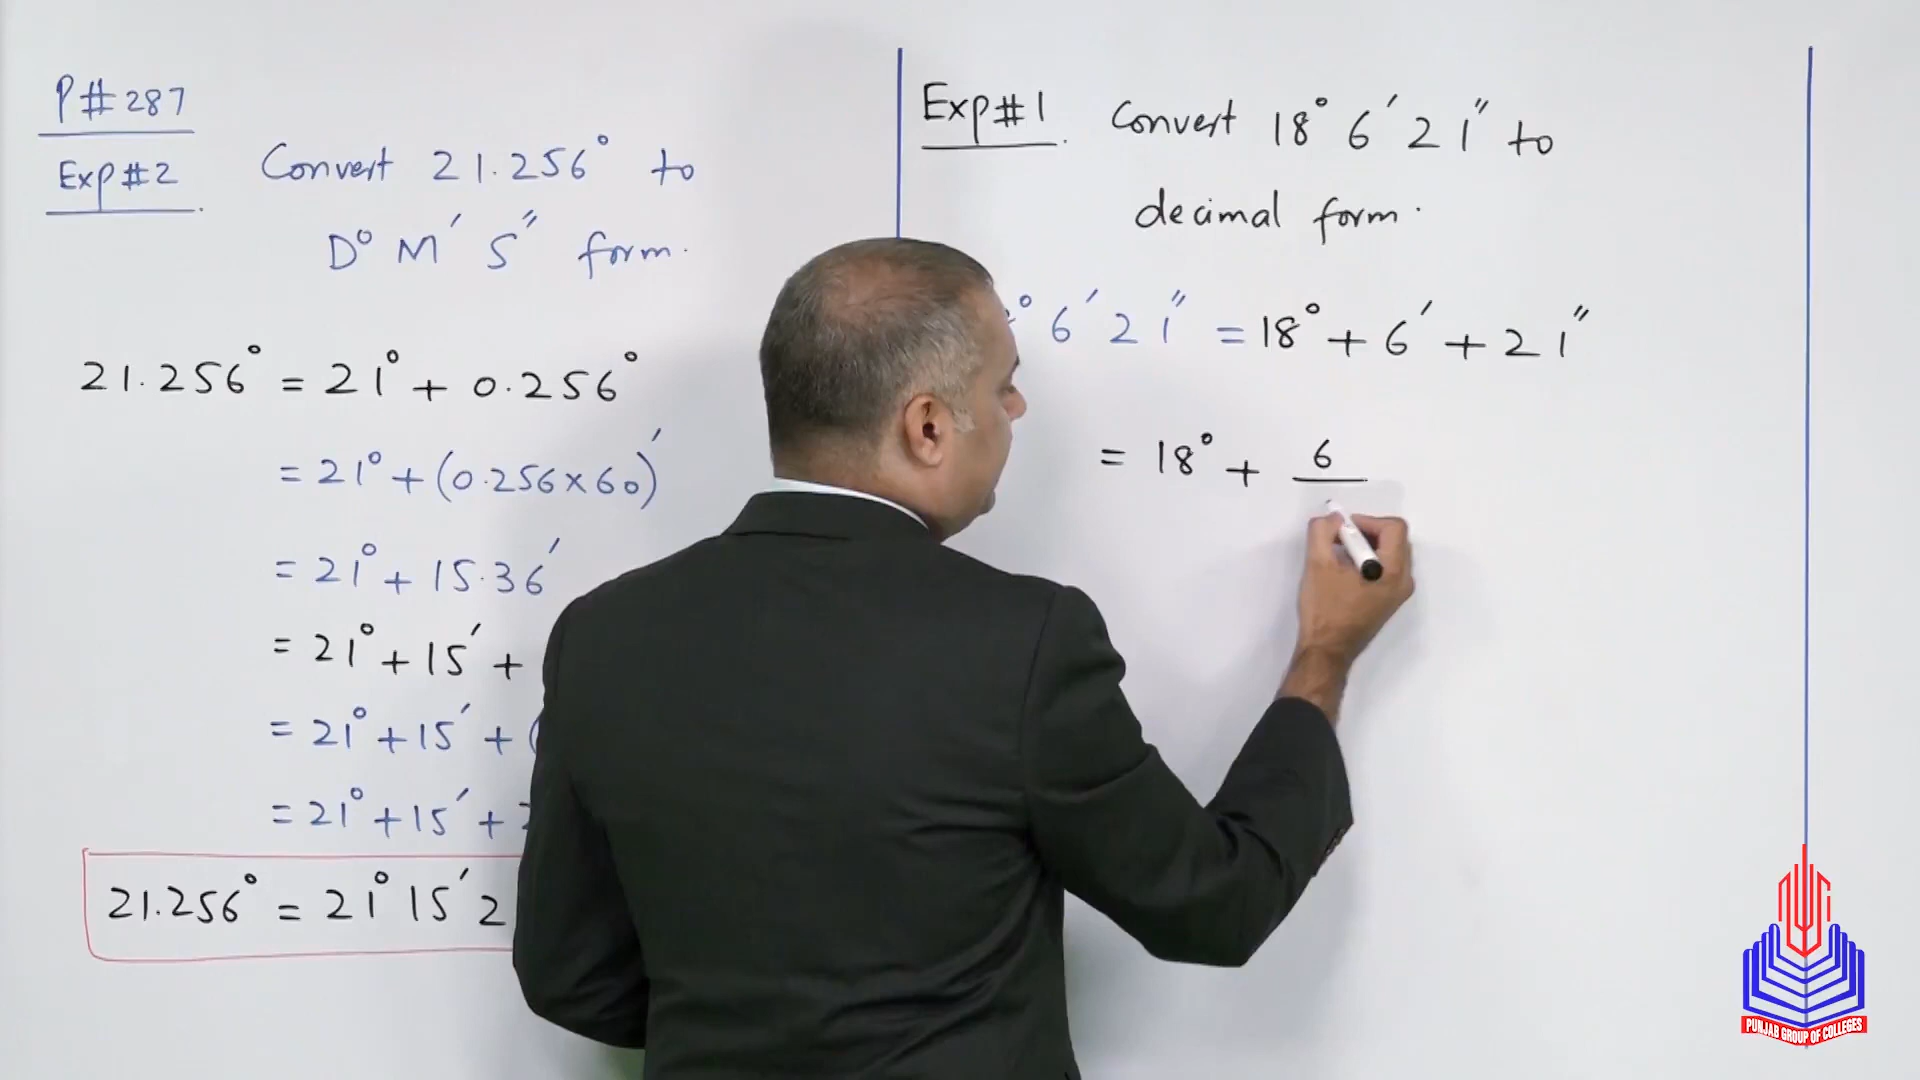 P#287
Exp#2 Convert 21.256° to
D° M′ S″ form.
21.256° = 21° + 0.256°
= 21° + (0.256×60)′
= 21° + 15.36′
= 21° + 15′ +
= 21° + 15′ + (
= 21° + 15′ +
21.256° = 21° 15′ 2
Exp#1. Convert 18° 6′ 21″ to
decimal form.
° 6′ 21″ = 18° + 6′ + 21″
= 18° + 6
PUNJAB GROUP OF COLLEGES